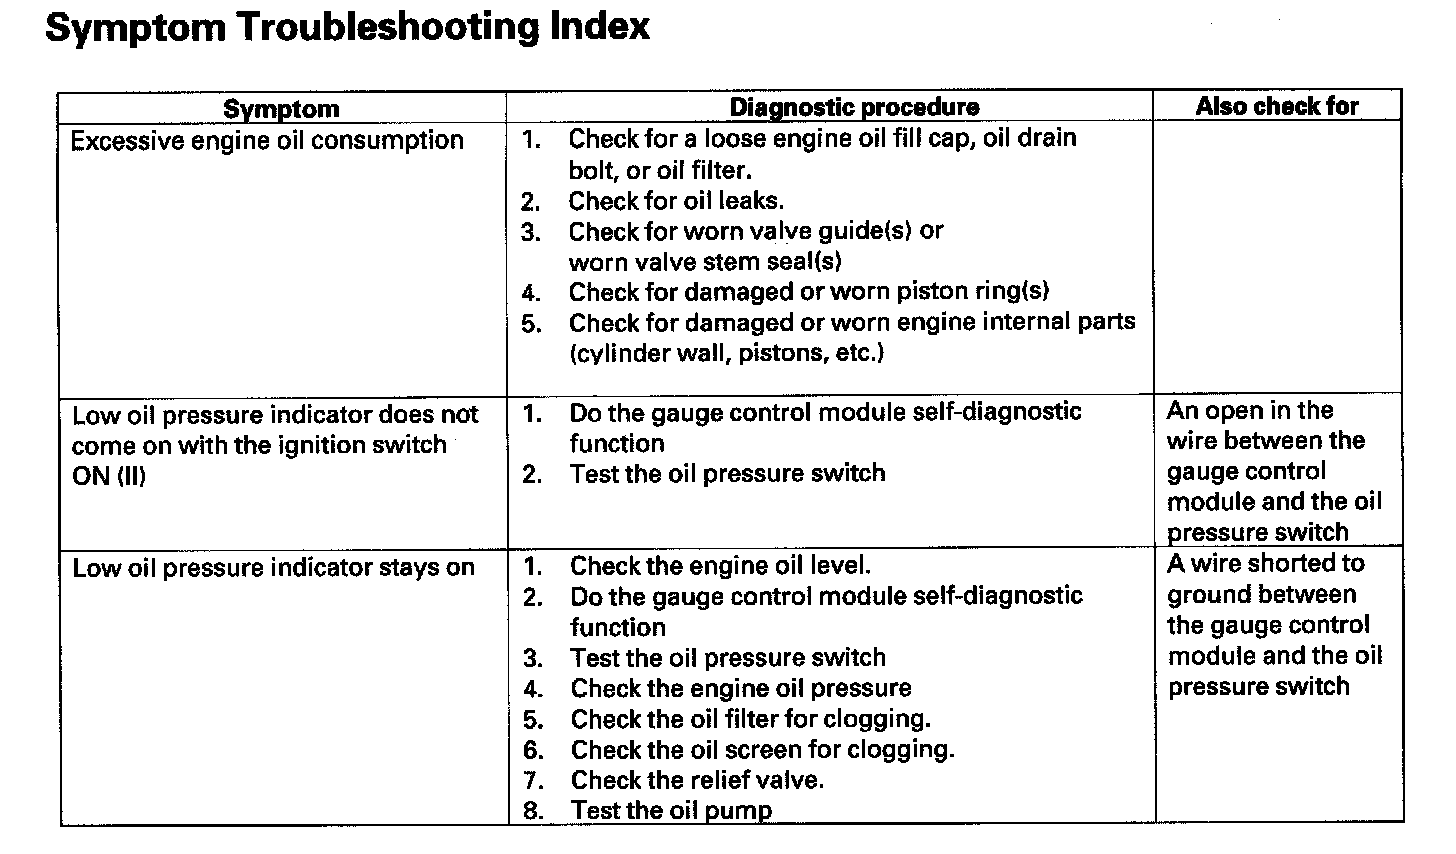 Symptom Troubleshooting Index
Symptom
Diagnostic procedure
Also check for
Excessive engine oil consumption
1. Check for a loose engine oil fill cap, oil drain
bolt, or oil filter.
2. Check for oil leaks.
3. Check for worn valve guide(s) or
worn valve stem seal(s)
4. Check for damaged or worn piston ring(s)
5. Check for damaged or worn engine internal parts
(cylinder wall, pistons, etc.)
Low oil pressure indicator does not
come on with the ignition switch
ON (II)
1. Do the gauge control module self-diagnostic
function
2. Test the oil pressure switch
An open in the
wire between the
gauge control
module and the oil
pressure switch
Low oil pressure indicator stays on
1. Check the engine oil level.
2. Do the gauge control module self-diagnostic
function
3. Test the oil pressure switch
4. Check the engine oil pressure
5. Check the oil filter for clogging.
6. Check the oil screen for clogging.
7. Check the relief valve.
8. Test the oil pump
A wire shorted to
ground between
the gauge control
module and the oil
pressure switch